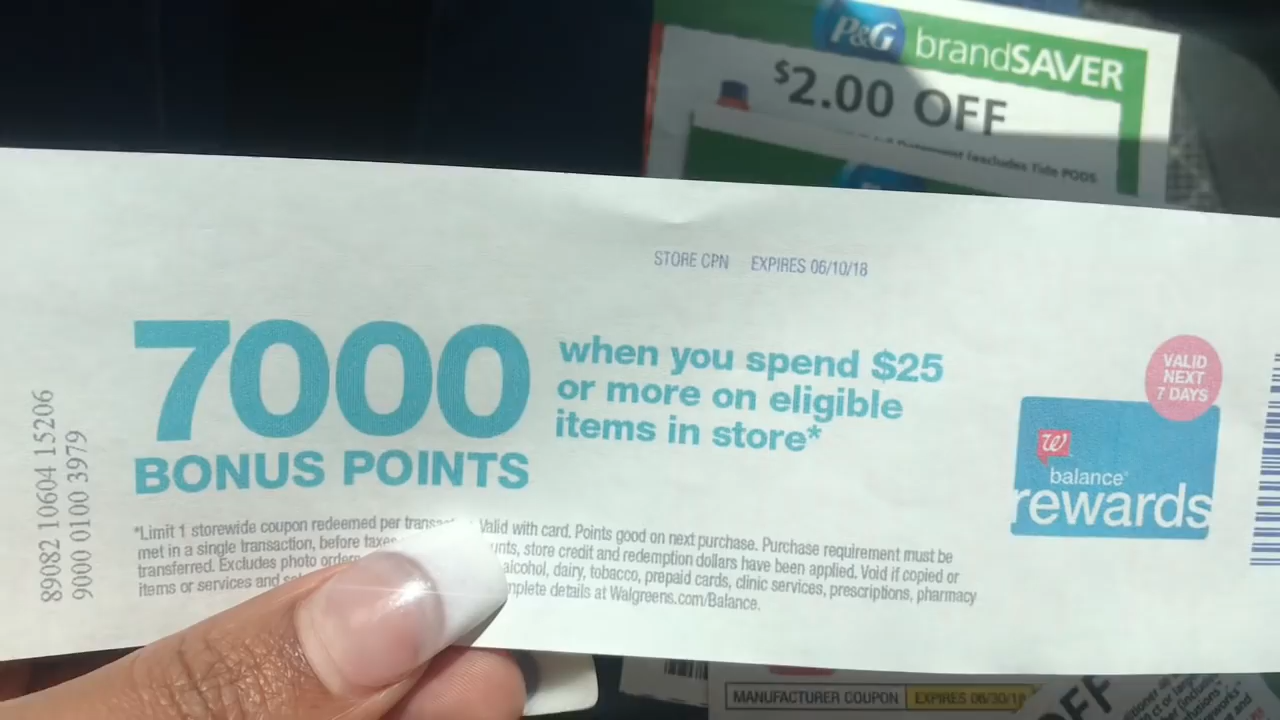 P&G brandSAVER
$2.00 OFF
(excludes Tide PODS
STORE CPN EXPIRES 06/10/18
7000
BONUS POINTS
when you spend $25
or more on eligible
items in store*
VALID
NEXT
7 DAYS
W
balance®
rewards
89082 10604 15206
9000 0100 3979
*Limit 1 storewide coupon redeemed per Valid with card. Points good on next purchase. Purchase requirement must be
met in a single transaction, before store credit and redemption dollars have been applied. Void if copied or
transferred. Excludes photo alcohol, dairy, tobacco, prepaid cards, clinic services, prescriptions, pharmacy
items or services and details at Walgreens.com/Balance.
MANUFACTURER COUPON EXPIRES 06/30/18
OFF